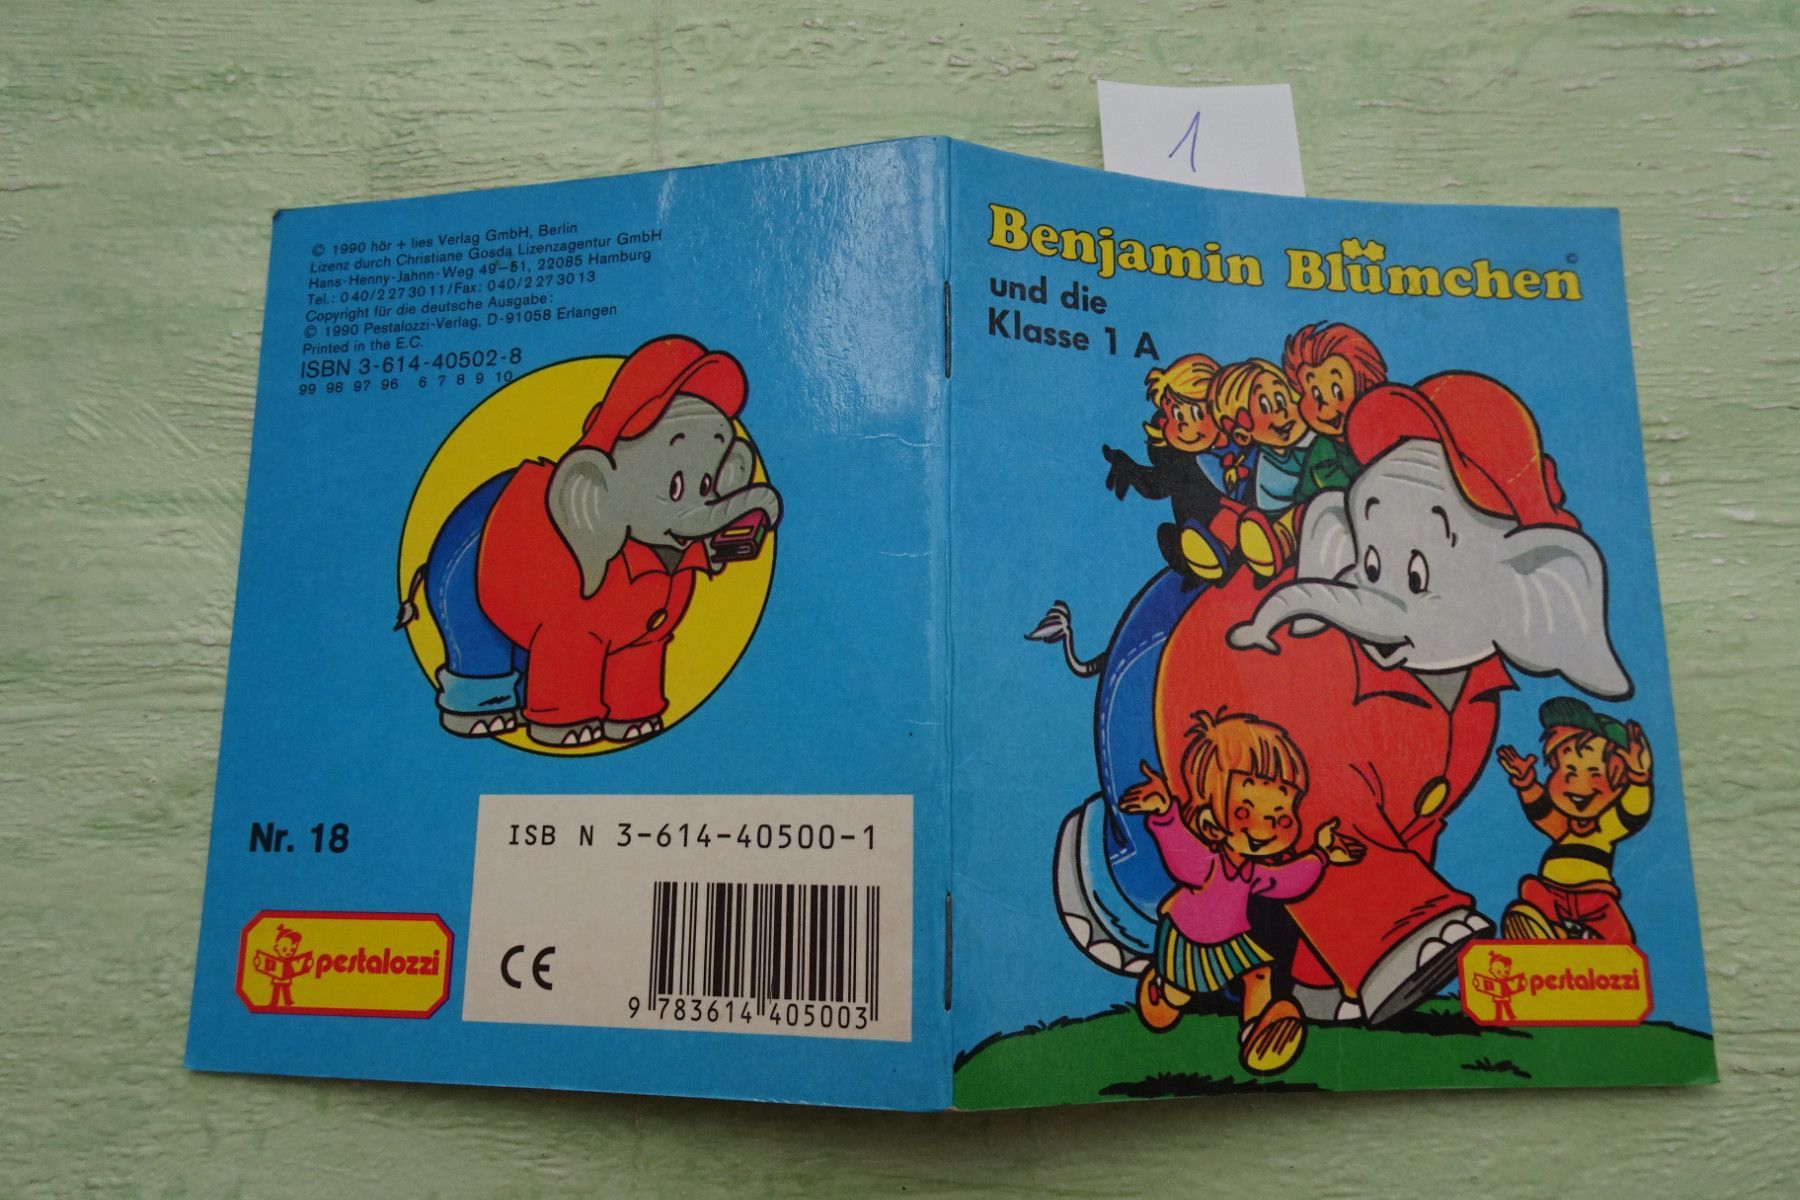 1
© 1990 hör + lies Verlag GmbH, Berlin
Lizenz durch Christiane Gosda Lizenzagentur GmbH
Hans-Henny-Jahnn-Weg 49–51, 22085 Hamburg
Tel.: 040/2273011/Fax: 040/2273013
Copyright für die deutsche Ausgabe:
© 1990 Pestalozzi-Verlag, D-91058 Erlangen
Printed in the E.C.
ISBN 3-614-40502-8
99 98 97 96 6 7 8 9 10
Nr. 18
pestalozzi
ISB N 3-614-40500-1
CE
9 783614 405003
Benjamin Blümchen ©
und die
Klasse 1 A
pestalozzi